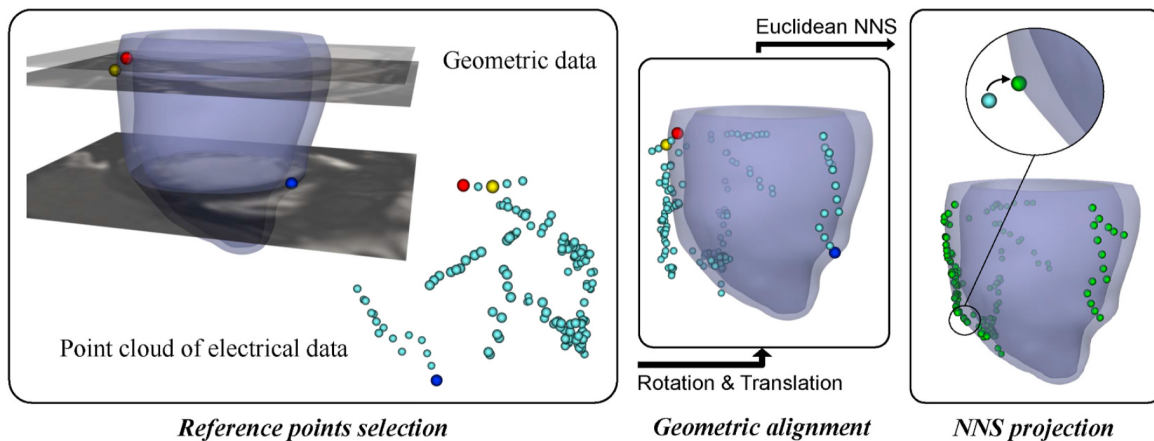 Geometric data
Point cloud of electrical data
Reference points selection
Euclidean NNS
Rotation & Translation
Geometric alignment
NNS projection